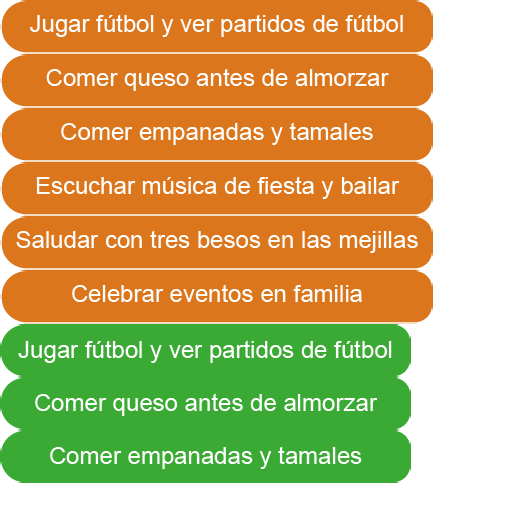 Jugar fútbol y ver partidos de fútbol
Comer queso antes de almorzar
Comer empanadas y tamales
Escuchar música de fiesta y bailar
Saludar con tres besos en las mejillas
Celebrar eventos en familia
Jugar fútbol y ver partidos de fútbol
Comer queso antes de almorzar
Comer empanadas y tamales